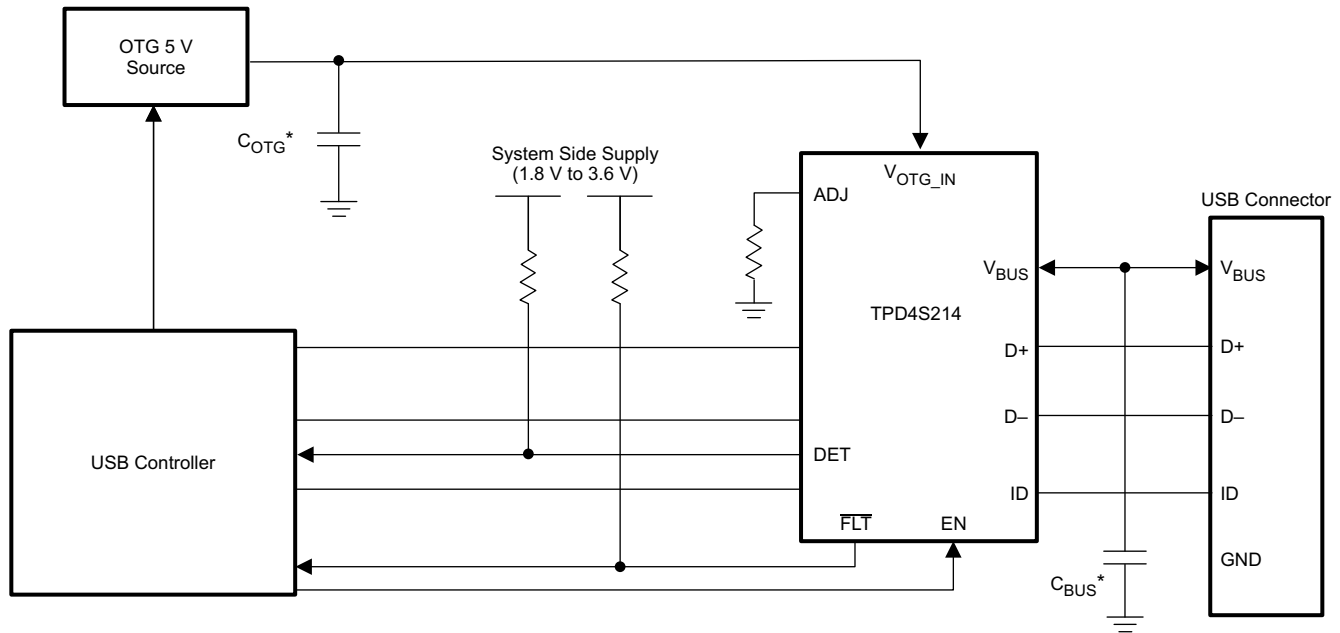 OTG 5 V
Source
C_OTG*
System Side Supply
(1.8 V to 3.6 V)
V_OTG_IN
ADJ
USB Connector
V_BUS
V_BUS
TPD4S214
D+
D+
D–
D–
USB Controller
DET
ID
ID
FLT
EN
GND
C_BUS*